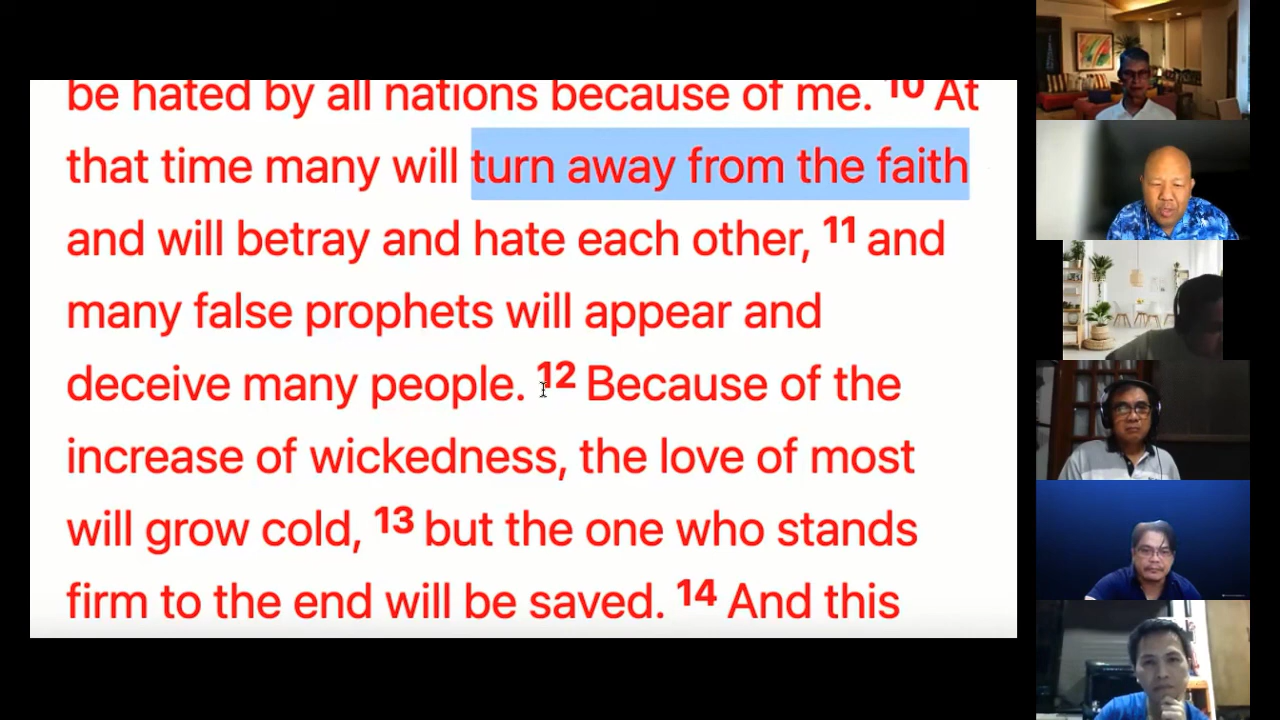 be hated by all nations because of me. 10 At
that time many will turn away from the faith
and will betray and hate each other, 11 and
many false prophets will appear and
deceive many people. 12 Because of the
increase of wickedness, the love of most
will grow cold, 13 but the one who stands
firm to the end will be saved. 14 And this